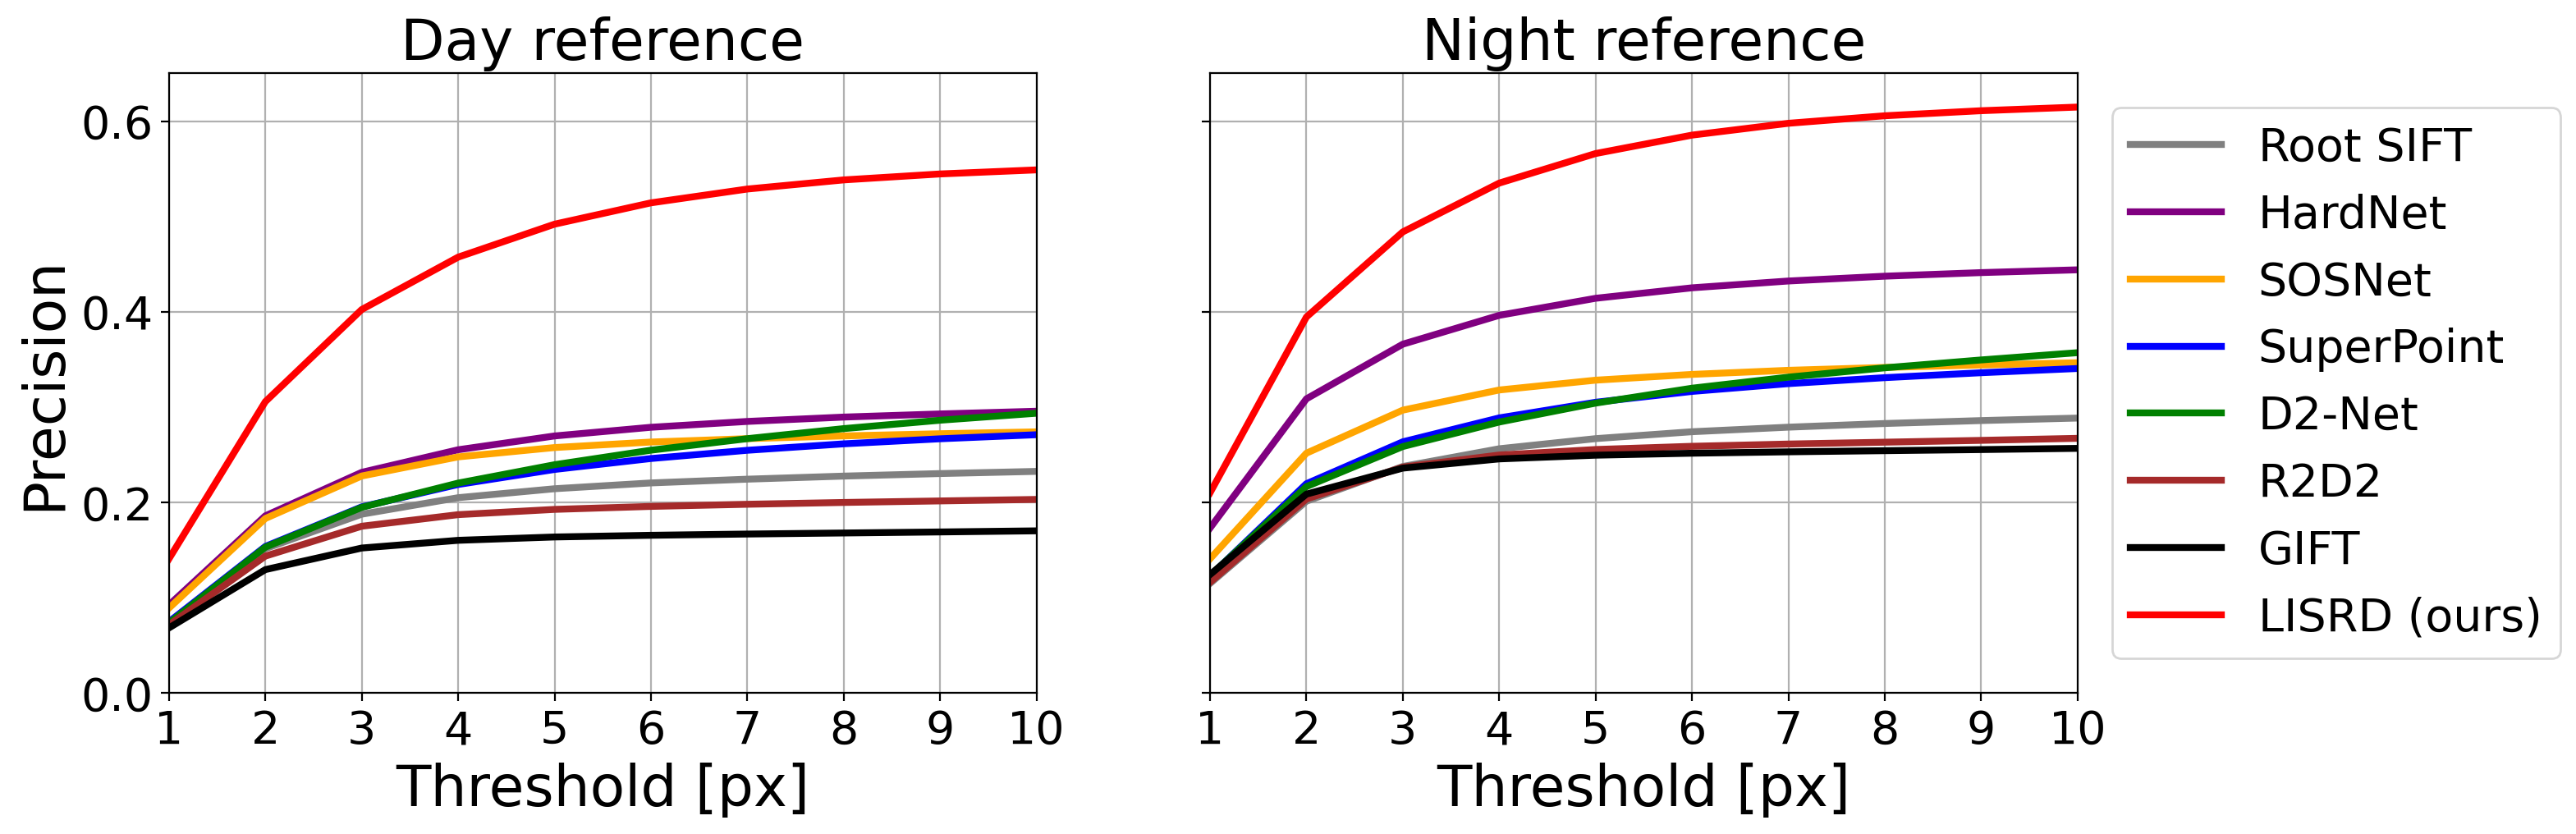 Day reference
Night reference
Precision
0.6
0.4
0.2
0.0
1 2 3 4 5 6 7 8 9 10
Threshold [px]
1 2 3 4 5 6 7 8 9 10
Threshold [px]
Root SIFT
HardNet
SOSNet
SuperPoint
D2-Net
R2D2
GIFT
LISRD (ours)